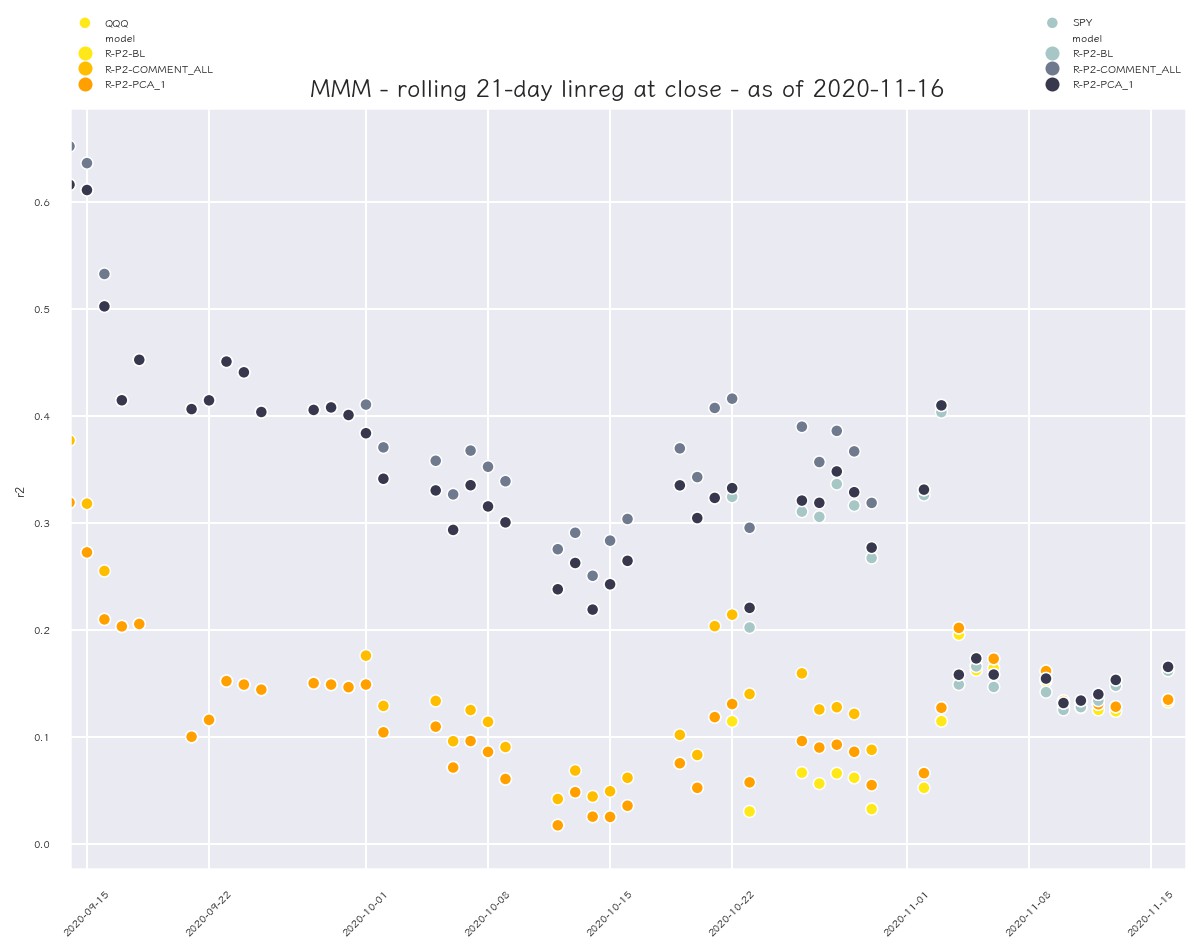 QQQ
model
R-P2-BL
R-P2-COMMENT_ALL
R-P2-PCA_1
SPY
model
R-P2-BL
R-P2-COMMENT_ALL
R-P2-PCA_1
MMM - rolling 21-day linreg at close - as of 2020-11-16
r2
0.6
0.5
0.4
0.3
0.2
0.1
0.0
2020-09-15
2020-09-22
2020-10-01
2020-10-08
2020-10-15
2020-10-22
2020-11-01
2020-11-08
2020-11-15